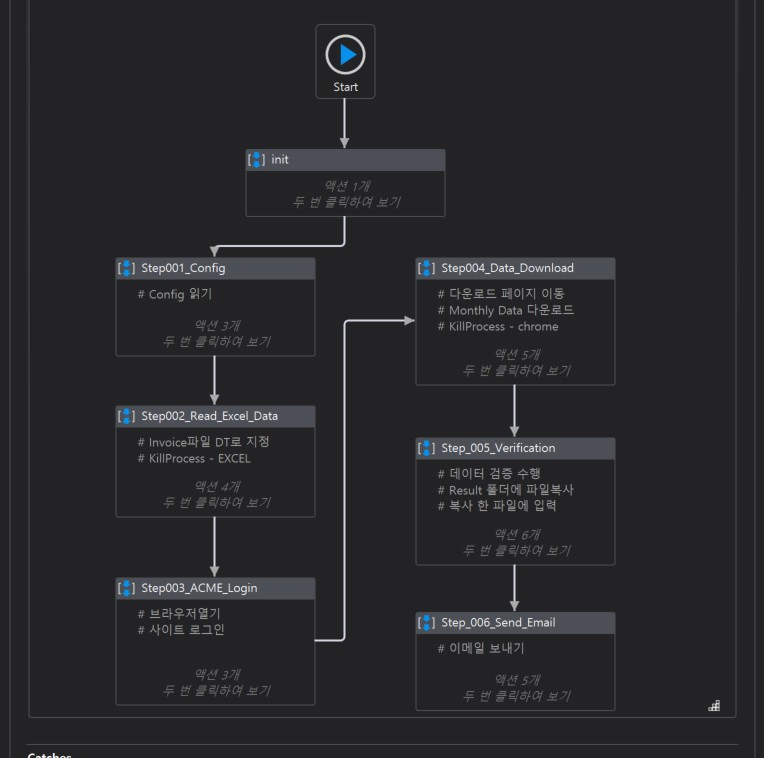 Start
init
액션 1개
두 번 클릭하여 보기
Step001_Config
# Config 읽기
액션 3개
두 번 클릭하여 보기
Step002_Read_Excel_Data
# Invoice파일 DT로 지정
# KillProcess - EXCEL
액션 4개
두 번 클릭하여 보기
Step003_ACME_Login
# 브라우저열기
# 사이트 로그인
액션 3개
두 번 클릭하여 보기
Step004_Data_Download
# 다운로드 페이지 이동
# Monthly Data 다운로드
# KillProcess - chrome
액션 5개
두 번 클릭하여 보기
Step_005_Verification
# 데이터 검증 수행
# Result 폴더에 파일복사
# 복사 한 파일에 입력
액션 6개
두 번 클릭하여 보기
Step_006_Send_Email
# 이메일 보내기
액션 5개
두 번 클릭하여 보기
Catches